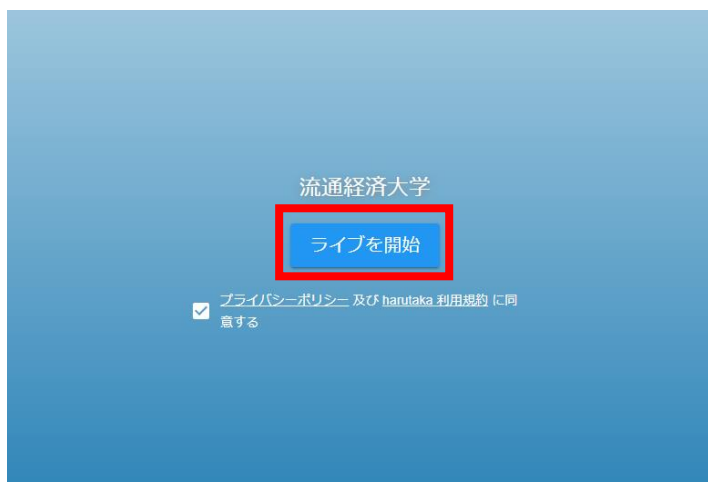 流通経済大学
ライブを開始
プライバシーポリシー 及び harutaka 利用規約 に同
意する